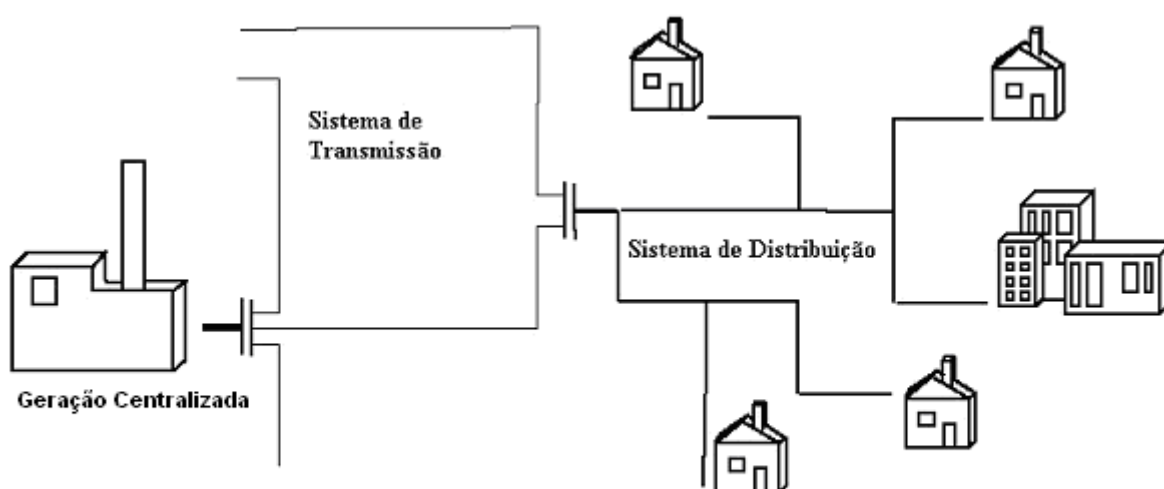 Sistema de
Transmissão
Sistema de Distribuição
Geração Centralizada